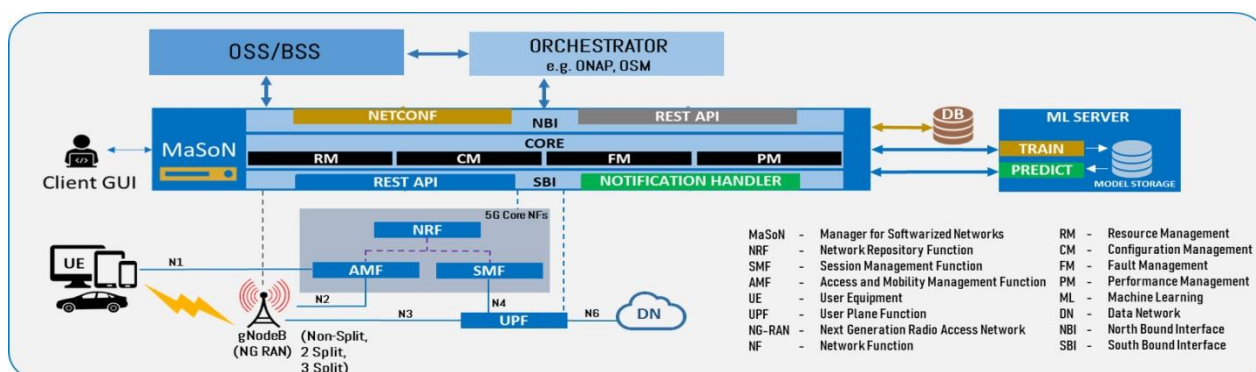 OSS/BSS
ORCHESTRATOR
e.g. ONAP, OSM
NETCONF
NBI
REST API
CORE
RM
CM
FM
PM
REST API
SBI
NOTIFICATION HANDLER
MaSoN
Client GUI
DB
ML SERVER
TRAIN
PREDICT
MODEL STORAGE
5G Core NFs
NRF
AMF
SMF
UE
N1
N2
N3
N4
N6
UPF
DN
gNodeB
(NG RAN)
(Non-Split,
2 Split,
3 Split)
MaSoN - Manager for Softwarized Networks
NRF - Network Repository Function
SMF - Session Management Function
AMF - Access and Mobility Management Function
UE - User Equipment
UPF - User Plane Function
NG-RAN - Next Generation Radio Access Network
NF - Network Function
RM - Resource Management
CM - Configuration Management
FM - Fault Management
PM - Performance Management
ML - Machine Learning
DN - Data Network
NBI - North Bound Interface
SBI - South Bound Interface